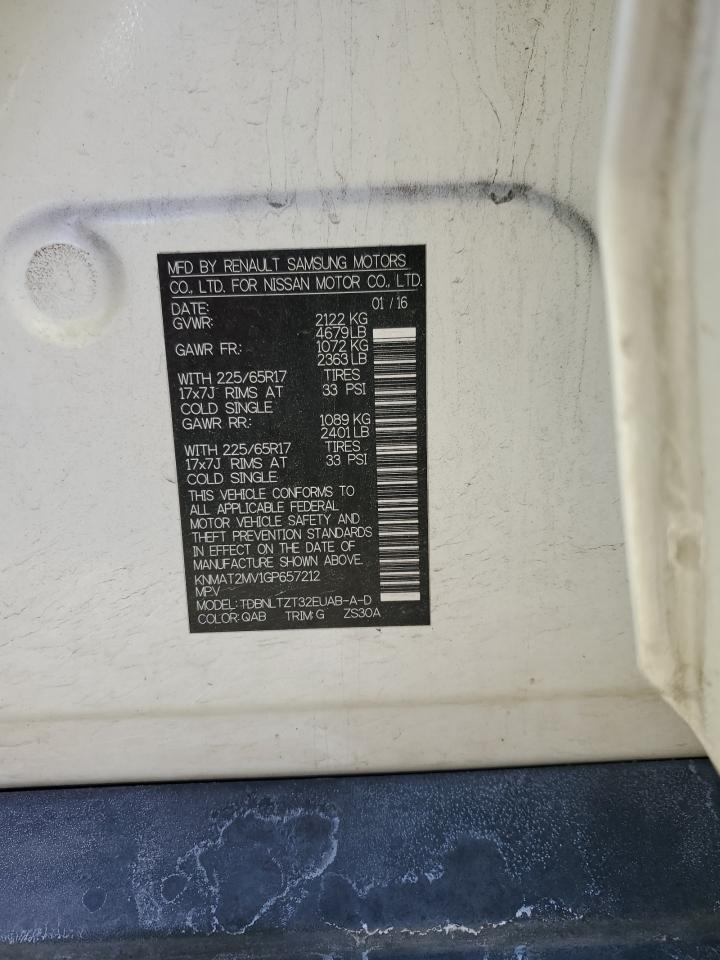 MFD BY RENAULT SAMSUNG MOTORS
CO., LTD. FOR NISSAN MOTOR CO., LTD.
DATE: 01 / 16
GVWR: 2122 KG
4679 LB
GAWR FR.: 1072 KG
2363 LB
WITH 225/65R17 TIRES
17x7J RIMS AT 33 PSI
COLD SINGLE
GAWR RR.: 1089 KG
2401 LB
WITH 225/65R17 TIRES
17x7J RIMS AT 33 PSI
COLD SINGLE
THIS VEHICLE CONFORMS TO
ALL APPLICABLE FEDERAL
MOTOR VEHICLE SAFETY AND
THEFT PREVENTION STANDARDS
IN EFFECT ON THE DATE OF
MANUFACTURE SHOWN ABOVE.
KNMAT2MV1GP657212
MPV
MODEL: TDBNLTZT32EUAB-A-D
COLOR: QAB TRIM: G ZS30A